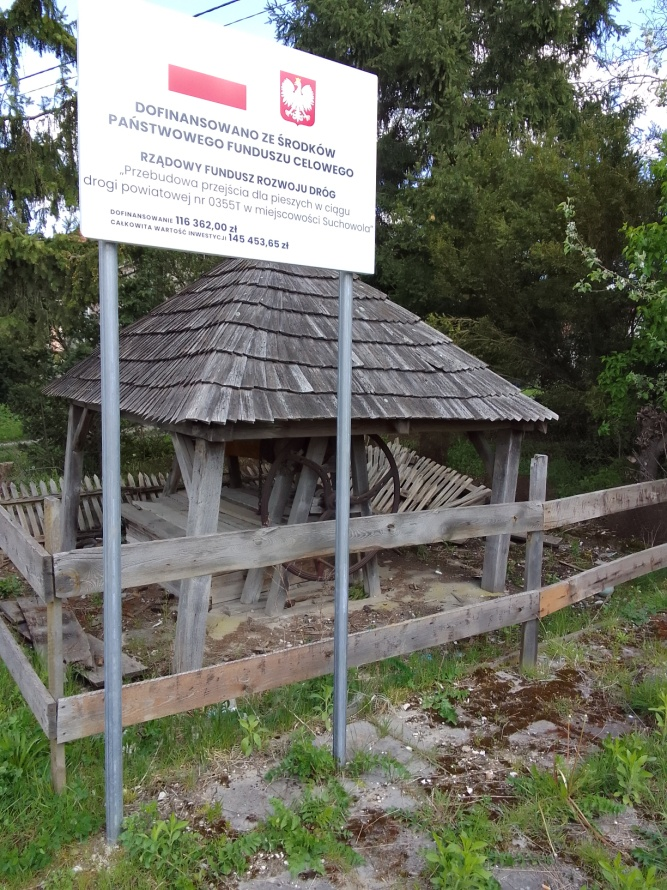 DOFINANSOWANO ZE ŚRODKÓW
PAŃSTWOWEGO FUNDUSZU CELOWEGO
RZĄDOWY FUNDUSZ ROZWOJU DRÓG
„Przebudowa przejścia dla pieszych w ciągu
drogi powiatowej nr 0355T w miejscowości Suchowola"
DOFINANSOWANIE 116 362,00 zł
CAŁKOWITA WARTOŚĆ INWESTYCJI 145 453,65 zł